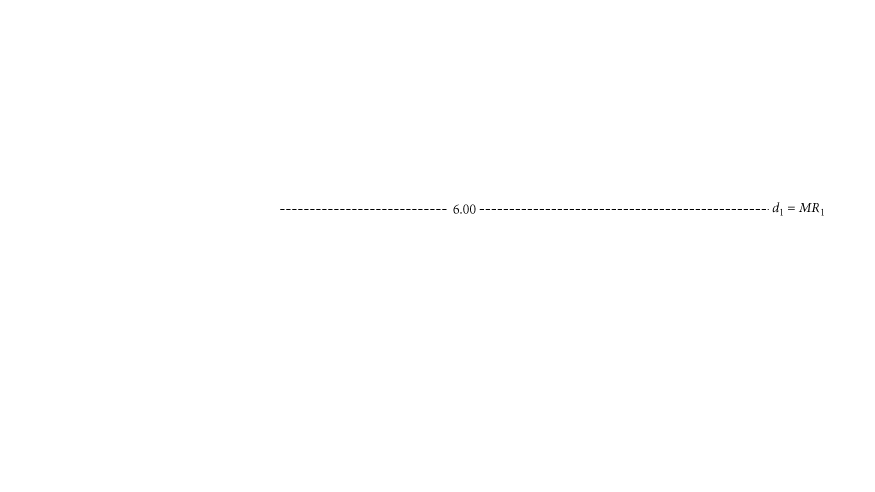 6.00 d₁ = MR₁